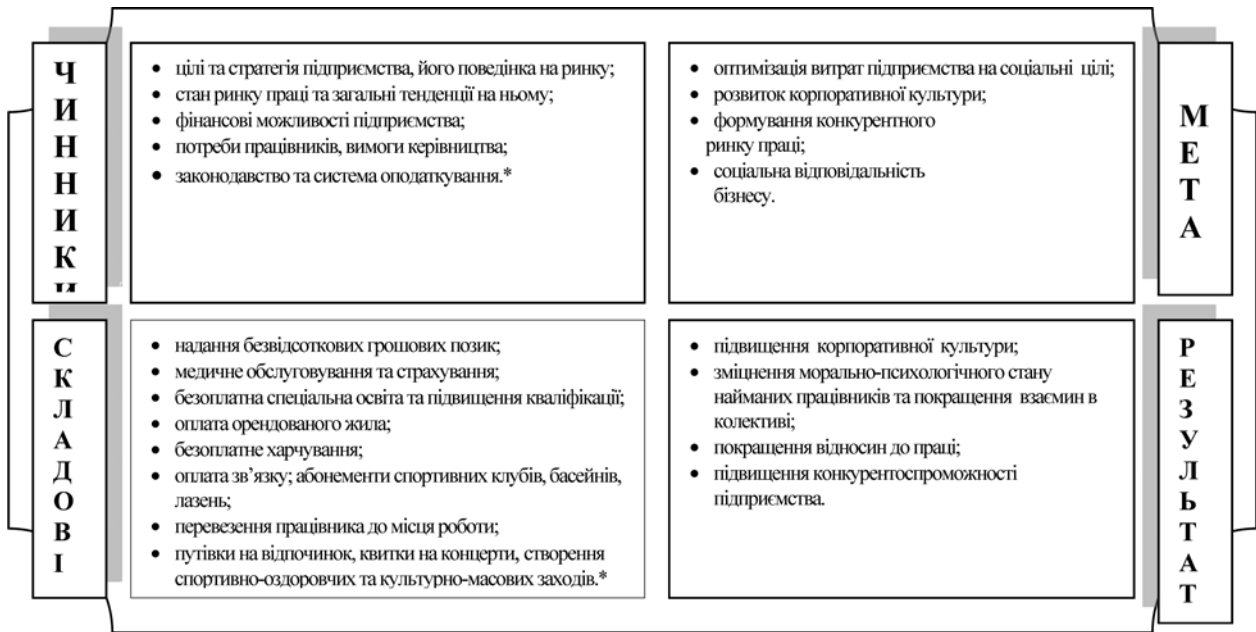 ЧИННИКИ
цілі та стратегія підприємства, його поведінка на ринку;
стан ринку праці та загальні тенденції на ньому;
фінансові можливості підприємства;
потреби працівників, вимоги керівництва;
законодавство та система оподаткування.*
оптимізація витрат підприємства на соціальні цілі;
розвиток корпоративної культури;
формування конкурентного
ринку праці;
соціальна відповідальність
бізнесу.
МЕТА
СКЛАДОВІ
надання безвідсоткових грошових позик;
медичне обслуговування та страхування;
безоплатна спеціальна освіта та підвищення кваліфікації;
оплата орендованого жила;
безоплатне харчування;
оплата зв’язку; абонементи спортивних клубів, басейнів,
лазень;
перевезення працівника до місця роботи;
путівки на відпочинок, квитки на концерти, створення
спортивно-оздоровчих та культурно-масових заходів.*
підвищення корпоративної культури;
зміцнення морально-психологічного стану
найманих працівників та покращення взаємин в
колективі;
покращення відносин до праці;
підвищення конкурентоспроможності
підприємства.
РЕЗУЛЬТАТ